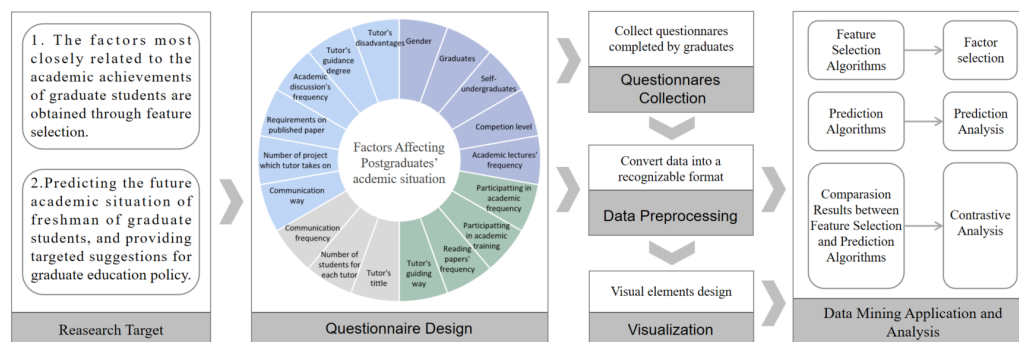 1. The factors most
closely related to the
academic achievements
of graduate students are
obtained through feature
selection.
2.Predicting the future
academic situation of
freshman of graduate
students, and providing
targeted suggestions for
graduate education policy.
Reasearch Target
Factors Affecting
Postgraduates'
acdemic situation
Gender
Graduates
Self-
undergraduates
Competion level
Academic lectures'
frequency
Participatting in
academic
frequency
Participatting
in academic
training
Reading
papers'
frequency
Tutor's
guiding
way
Tutor's
tittle
Number of
students for
each tutor
Communication
frequency
Communication
way
Number of project
which tutor takes on
Requirements on
published paper
Academic
discussion's
frequency
Tutor's
guidance
degree
Tutor's
disadvantages
Questionnaire Design
Collect questionnares
completed by graduates
Questionnares
Collection
Convert data into a
recognizable format
Data Preprocessing
Visual elements design
Visualization
Feature
Selection
Algorithms
Factor
selection
Prediction
Algorithms
Prediction
Analysis
Comparasion
Results between
Feature Selection
and Prediction
Algorithms
Contrastive
Analysis
Data Mining Application and
Analysis